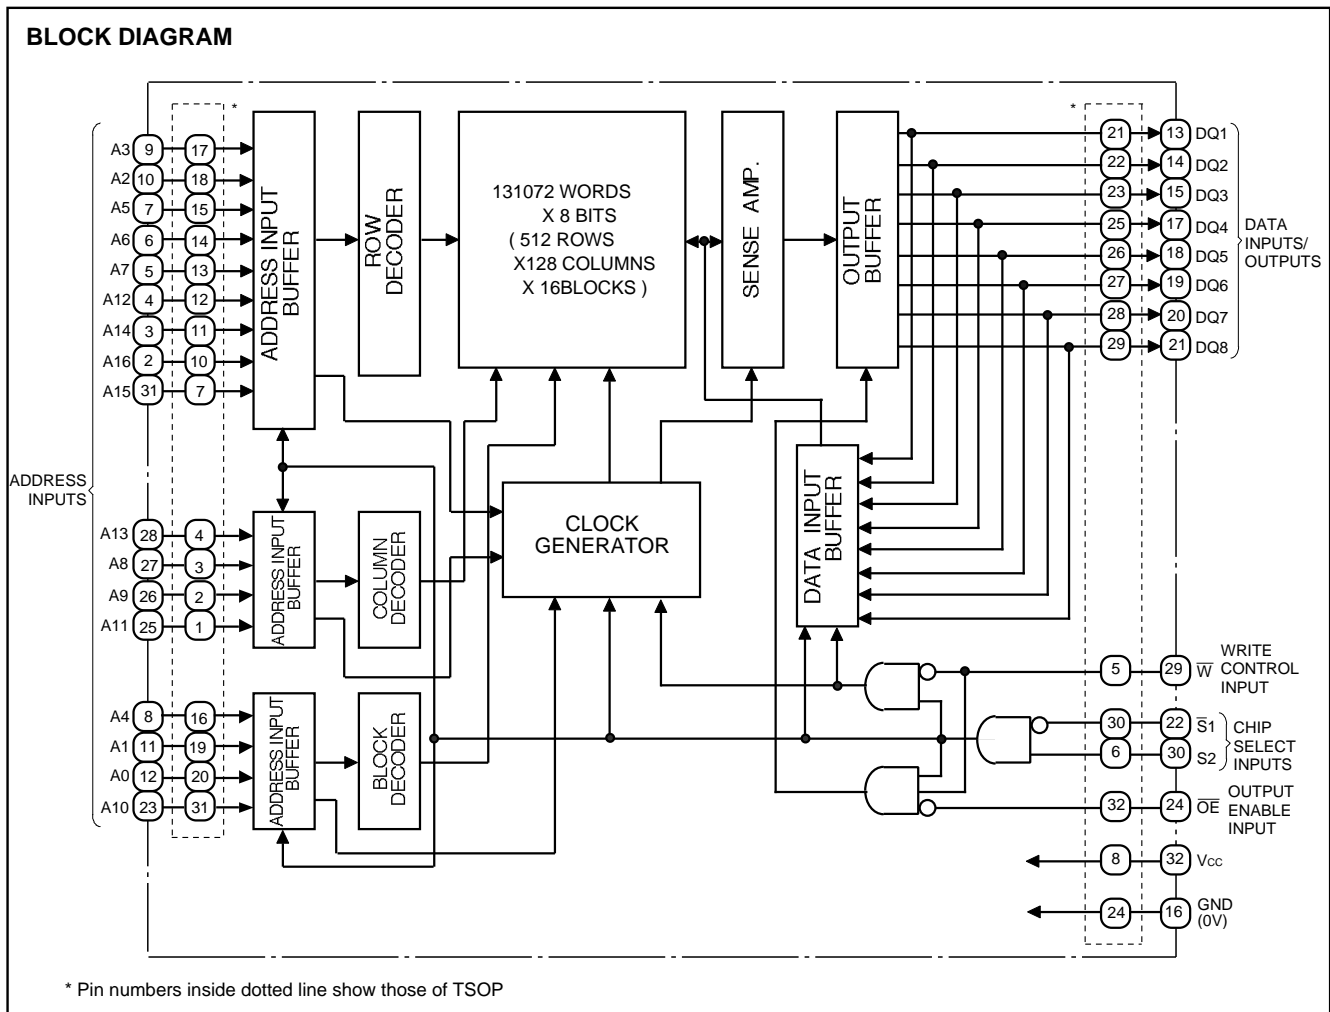 BLOCK DIAGRAM
*
*
A3 9 17
A2 10 18
A5 7 15
A6 6 14
A7 5 13
A12 4 12
A14 3 11
A16 2 10
A15 31 7
ADDRESS INPUT
BUFFER
ROW
DECODER
131072 WORDS
X 8 BITS
( 512 ROWS
X128 COLUMNS
X 16BLOCKS )
SENSE AMP.
OUTPUT
BUFFER
21 13 DQ1
22 14 DQ2
23 15 DQ3
25 17 DQ4
26 18 DQ5
27 19 DQ6
28 20 DQ7
29 21 DQ8
DATA
INPUTS/
OUTPUTS
ADDRESS
INPUTS
A13 28 4
A8 27 3
A9 26 2
A11 25 1
ADDRESS INPUT
BUFFER
COLUMN
DECODER
CLOCK
GENERATOR
DATA INPUT
BUFFER
A4 8 16
A1 11 19
A0 12 20
A10 23 31
ADDRESS INPUT
BUFFER
BLOCK
DECODER
5 29 W̅
WRITE
CONTROL
INPUT
30 22 S̅1
6 30 S2
CHIP
SELECT
INPUTS
32 24 O̅E̅
OUTPUT
ENABLE
INPUT
8 32 Vcc
24 16 GND
(0V)
* Pin numbers inside dotted line show those of TSOP